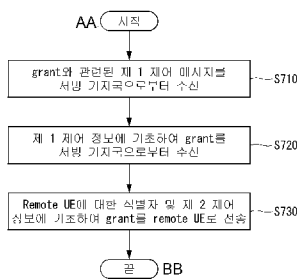 AA 시작
grant와 관련된 제 1 제어 메시지를
서빙 기지국으로부터 수신
S710
제 1 제어 정보에 기초하여 grant를
서빙 기지국으로부터 수신
S720
Remote UE에 대한 식별자 및 제 2 제어
정보에 기초하여 grant를 remote UE로 전송
S730
끝 BB